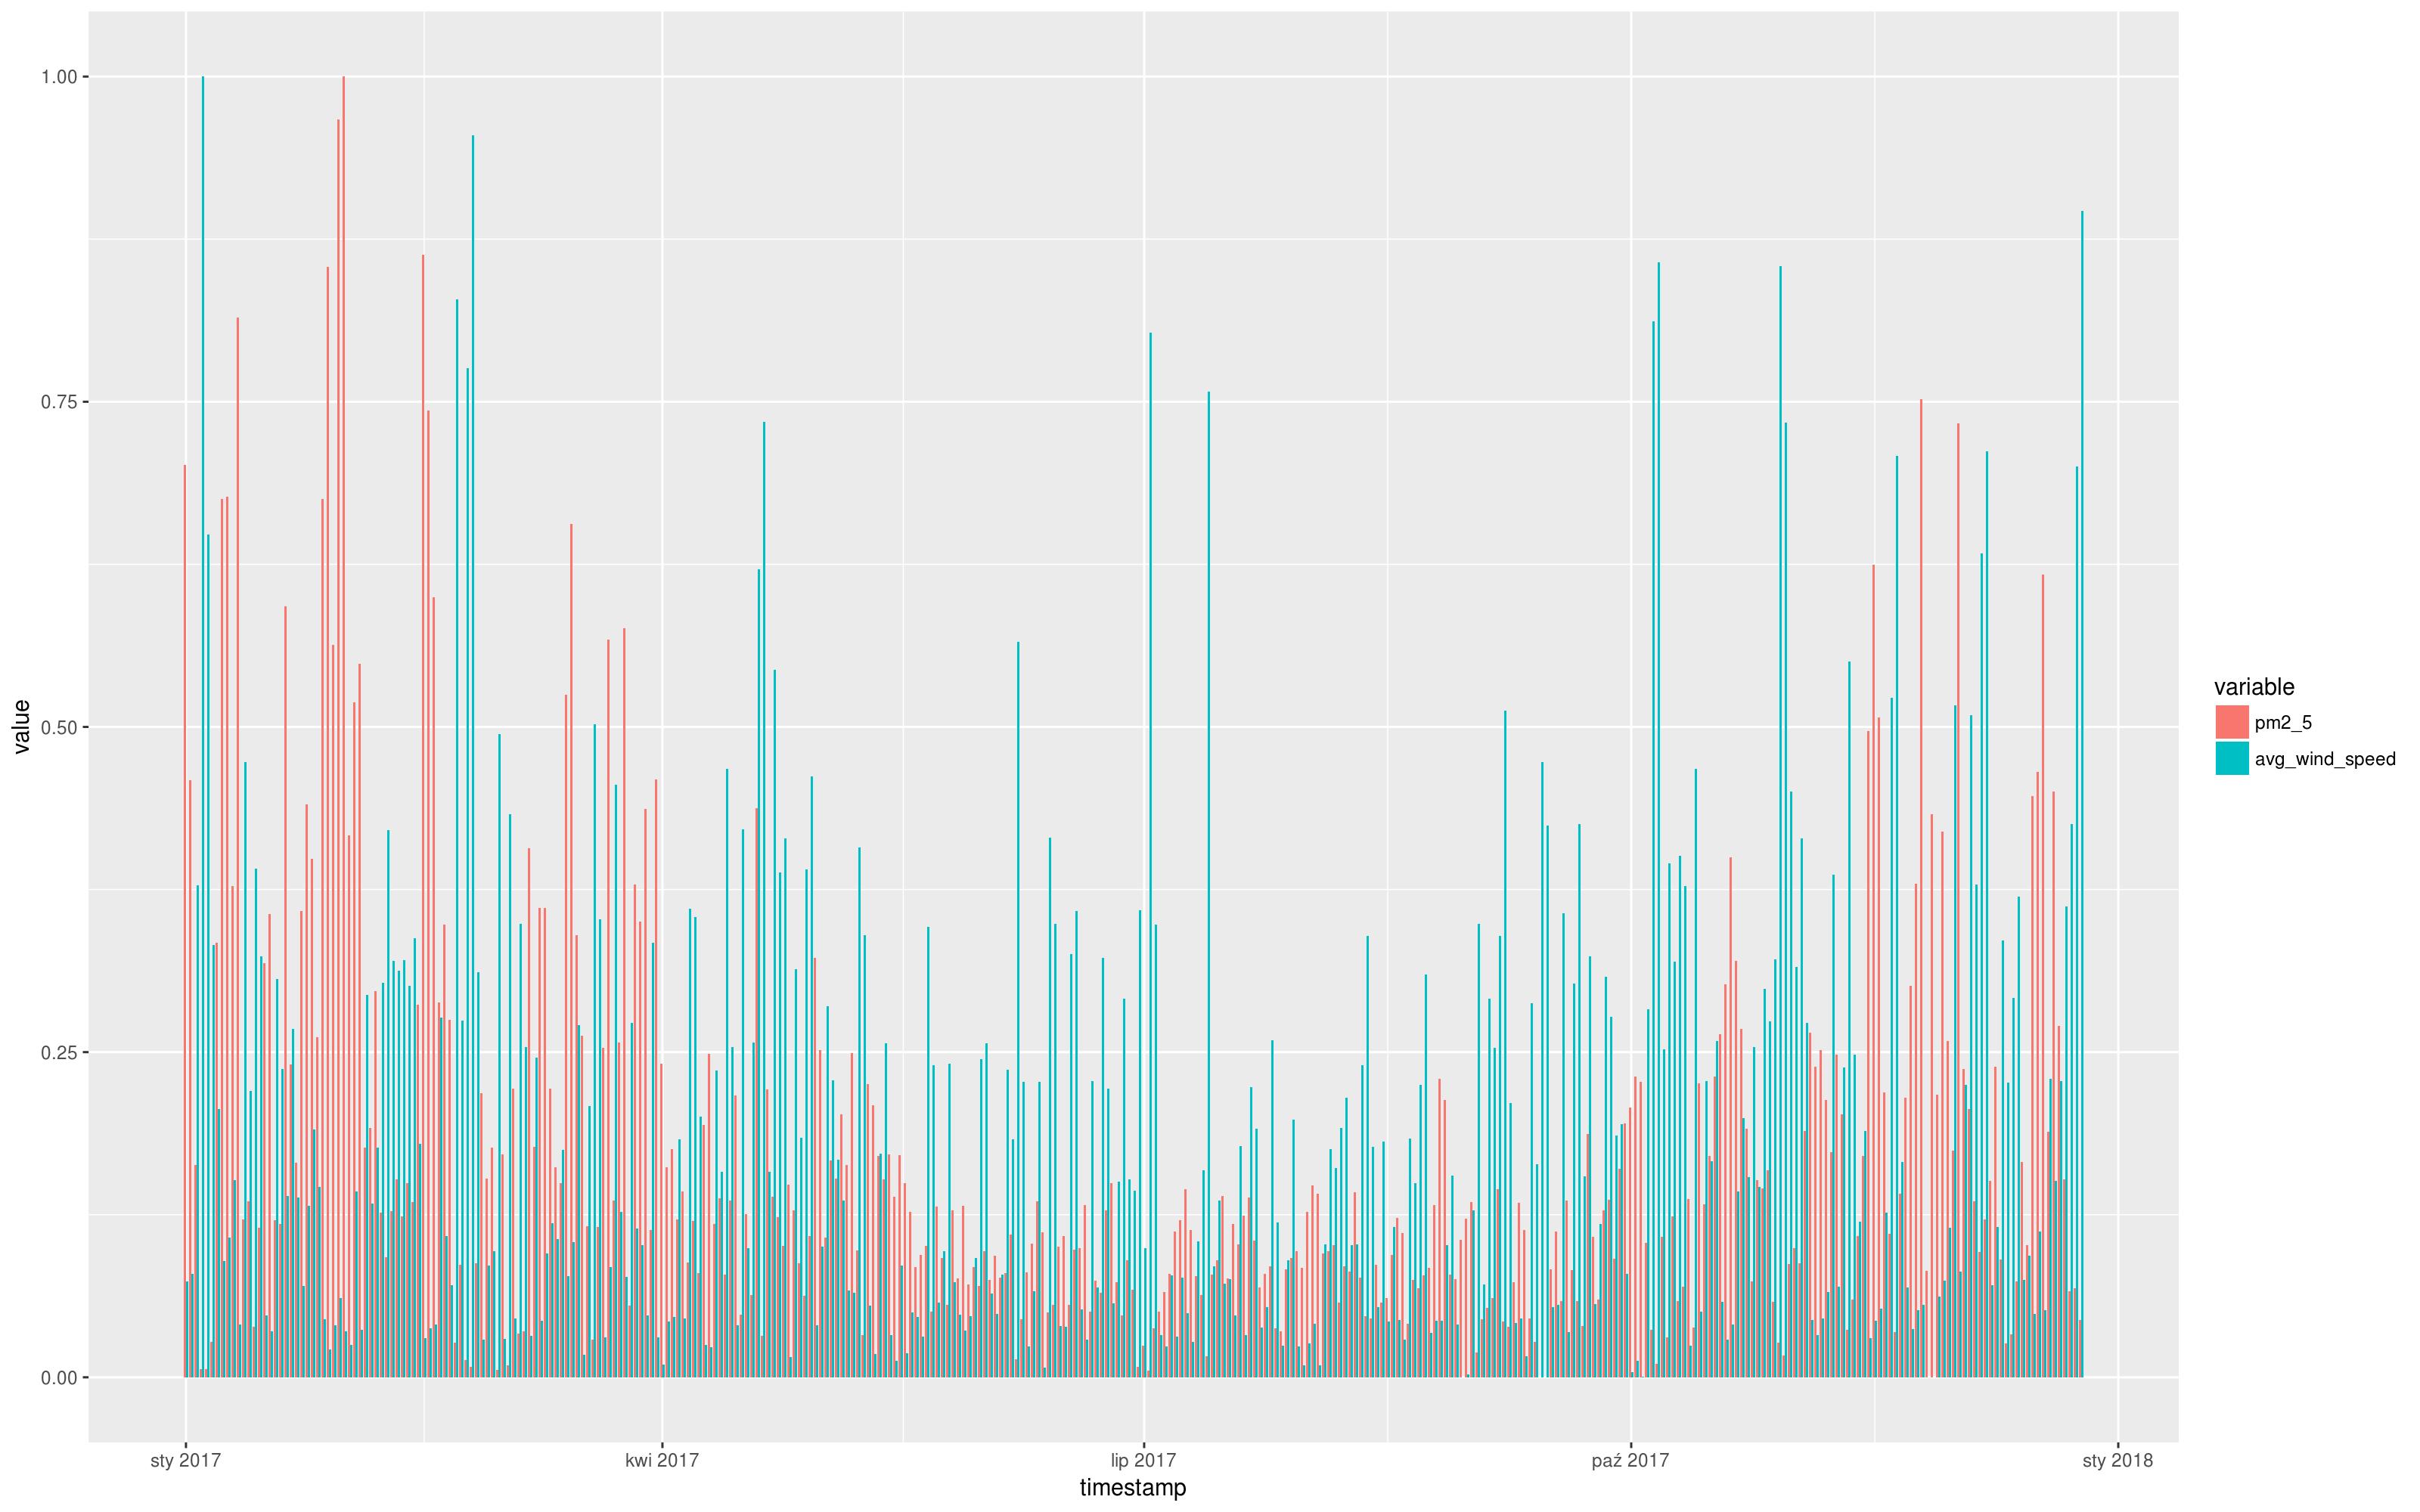 1.00
0.75
0.50
0.25
0.00
value
sty 2017
kwi 2017
lip 2017
paź 2017
sty 2018
timestamp
variable
pm2_5
avg_wind_speed